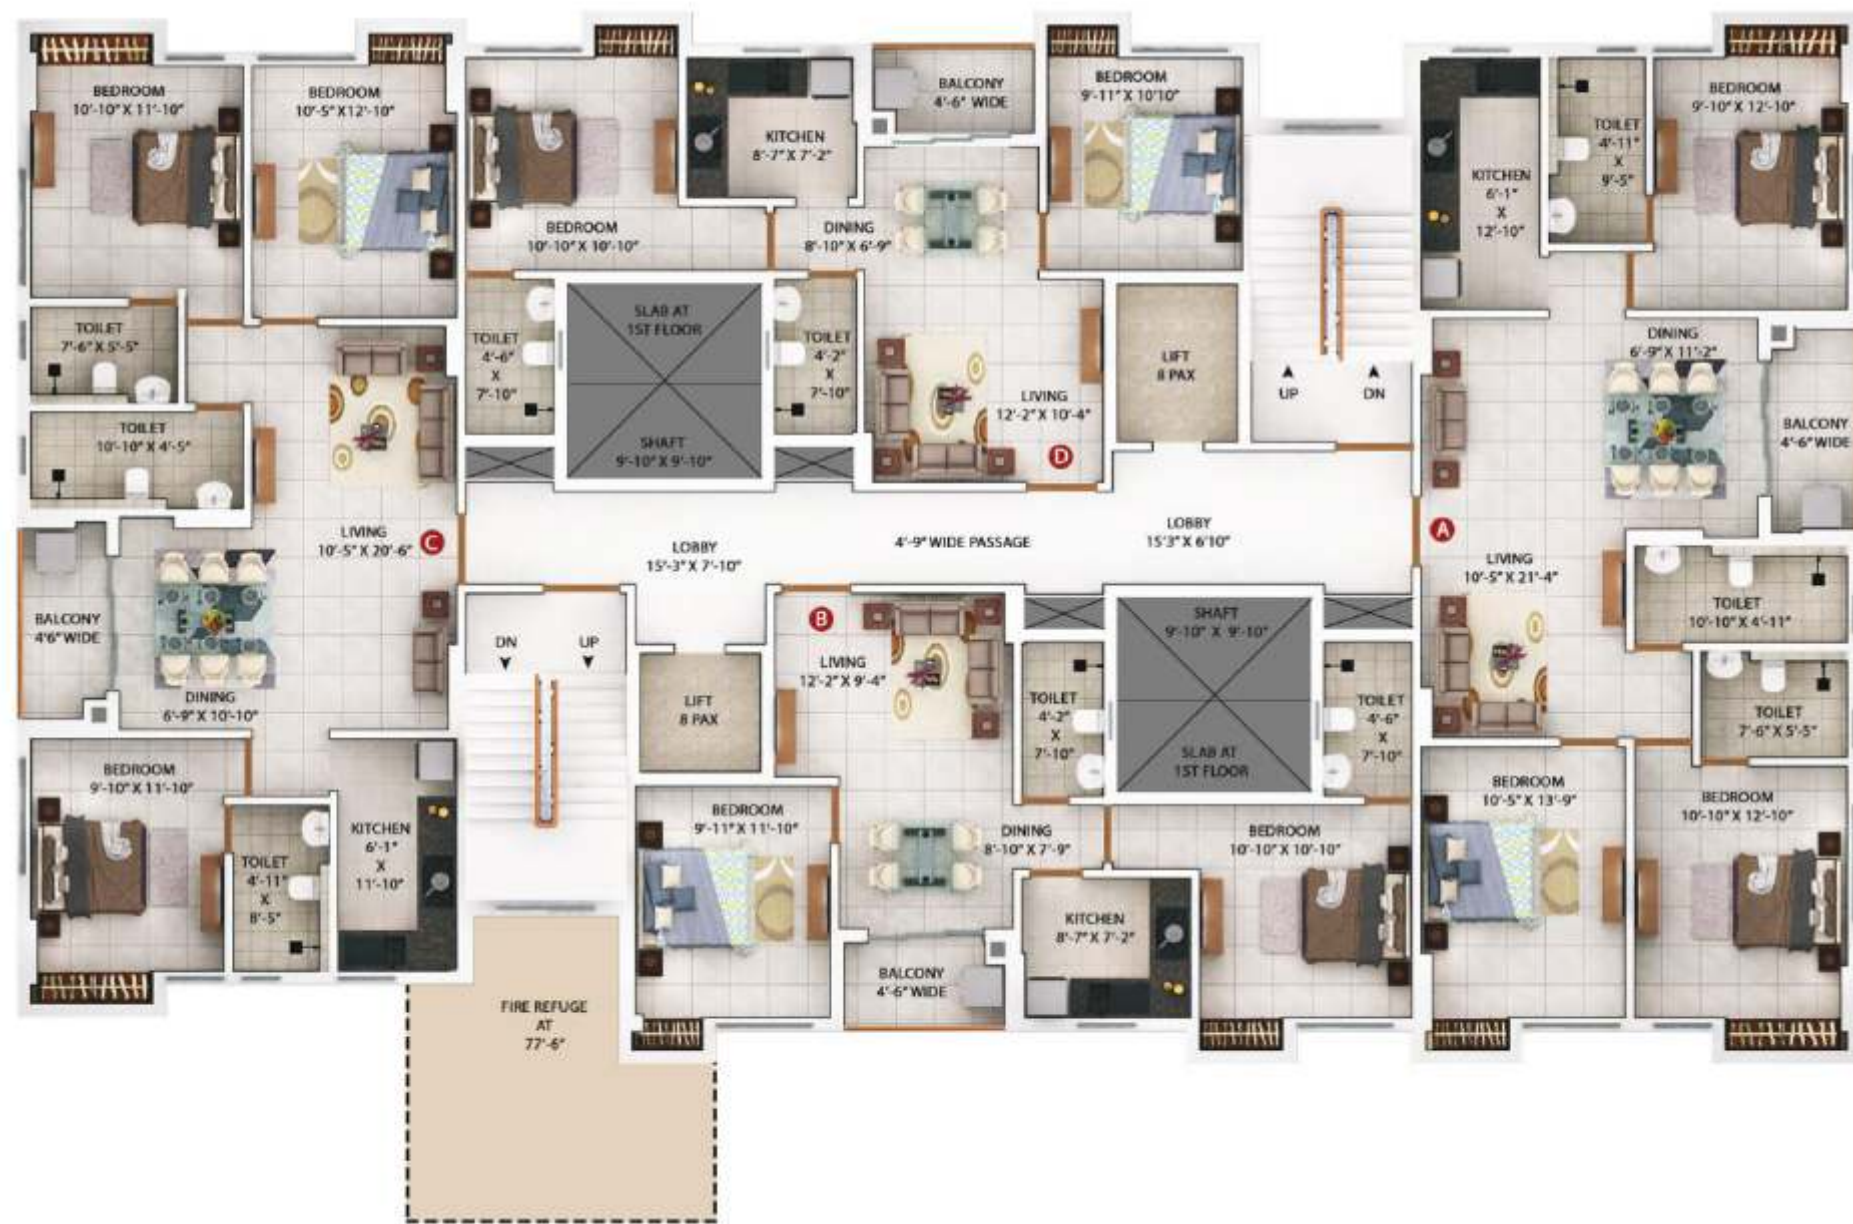 BEDROOM
10'-10" X 11'-10"
BEDROOM
10'-5" X12'-10"
TOILET
7'-6" X 5'-5"
TOILET
10'-10" X 4'-5"
LIVING
10'-5" X 20'-6"
C
BALCONY
4'6" WIDE
DINING
6'-9" X 10'-10"
BEDROOM
9'-10" X 11'-10"
TOILET
4'-11"
X
8'-5"
KITCHEN
6'-1"
X
11'-10"
BEDROOM
10'-10" X 10'-10"
KITCHEN
8'-7" X 7'-2"
BALCONY
4'-6" WIDE
BEDROOM
9'-11" X 10'10"
DINING
8'-10" X 6'-9"
TOILET
4'-6"
X
7'-10"
SLAB AT
1ST FLOOR
SHAFT
9'-10" X 9'-10"
TOILET
4'-2"
X
7'-10"
LIVING
12'-2" X 10'-4"
D
LIFT
8 PAX
UP
DN
LOBBY
15'-3" X 7'-10"
4'-9" WIDE PASSAGE
LOBBY
15'3" X 6'10"
DN
UP
LIFT
8 PAX
B
LIVING
12'-2" X 9'-4"
TOILET
4'-2"
X
7'-10"
SHAFT
9'-10" X 9'-10"
SLAB AT
1ST FLOOR
TOILET
4'-6"
X
7'-10"
BEDROOM
9'-11" X 11'-10"
DINING
8'-10" X 7'-9"
BEDROOM
10'-10" X 10'-10"
KITCHEN
8'-7" X 7'-2"
BALCONY
4'-6" WIDE
FIRE REFUGE
AT
77'-6"
KITCHEN
6'-1"
X
12'-10"
TOILET
4'-11"
X
9'-5"
BEDROOM
9'-10" X 12'-10"
DINING
6'-9" X 11'-2"
BALCONY
4'-6" WIDE
A
LIVING
10'-5" X 21'-4"
TOILET
10'-10" X 4'-11"
TOILET
7'-6" X 5'-5"
BEDROOM
10'-5" X 13'-9"
BEDROOM
10'-10" X 12'-10"